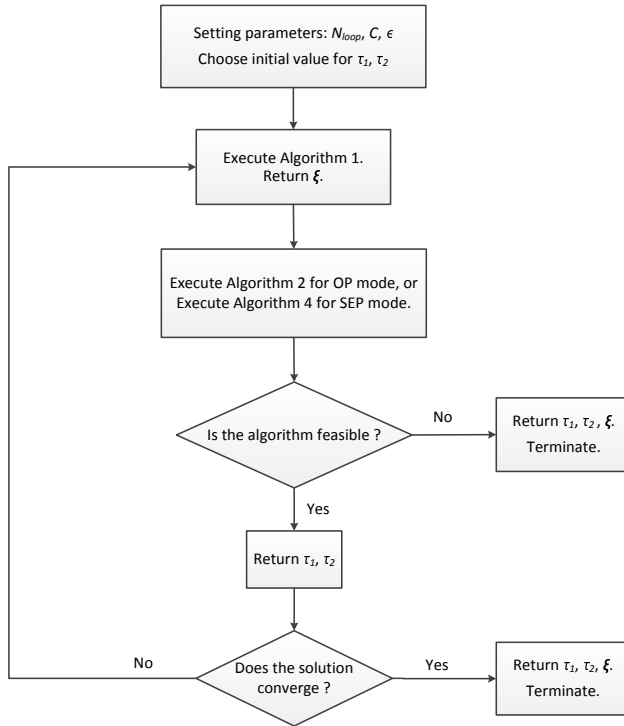 Setting parameters: N_loop, C, ϵ
Choose initial value for τ₁, τ₂
Execute Algorithm 1.
Return ξ.
Execute Algorithm 2 for OP mode, or
Execute Algorithm 4 for SEP mode.
Is the algorithm feasible ?
No
Return τ₁, τ₂ , ξ.
Terminate.
Yes
Return τ₁, τ₂
Does the solution
converge ?
No
Yes
Return τ₁, τ₂, ξ.
Terminate.